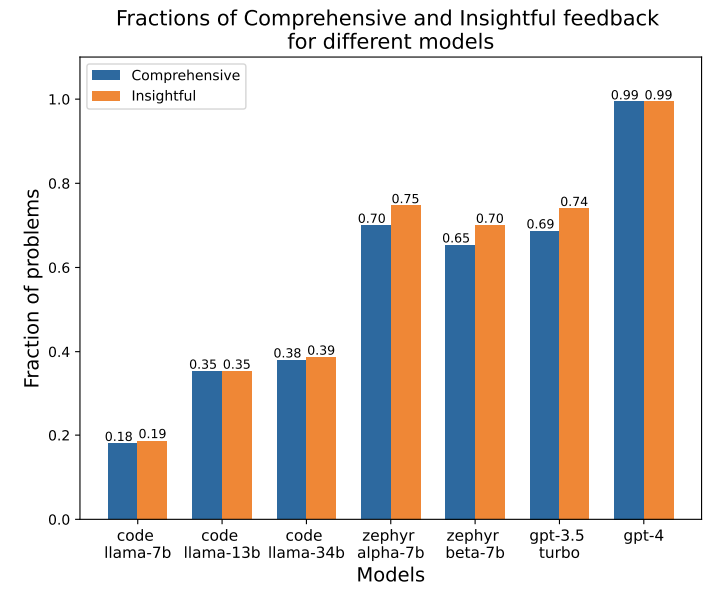 Fractions of Comprehensive and Insightful feedback
for different models
Comprehensive
Insightful
Fraction of problems
1.0
0.8
0.6
0.4
0.2
0.0
0.18 0.19
0.35 0.35
0.38 0.39
0.70 0.75
0.65 0.70
0.69 0.74
0.99 0.99
code
llama-7b
code
llama-13b
code
llama-34b
zephyr
alpha-7b
zephyr
beta-7b
gpt-3.5
turbo
gpt-4
Models